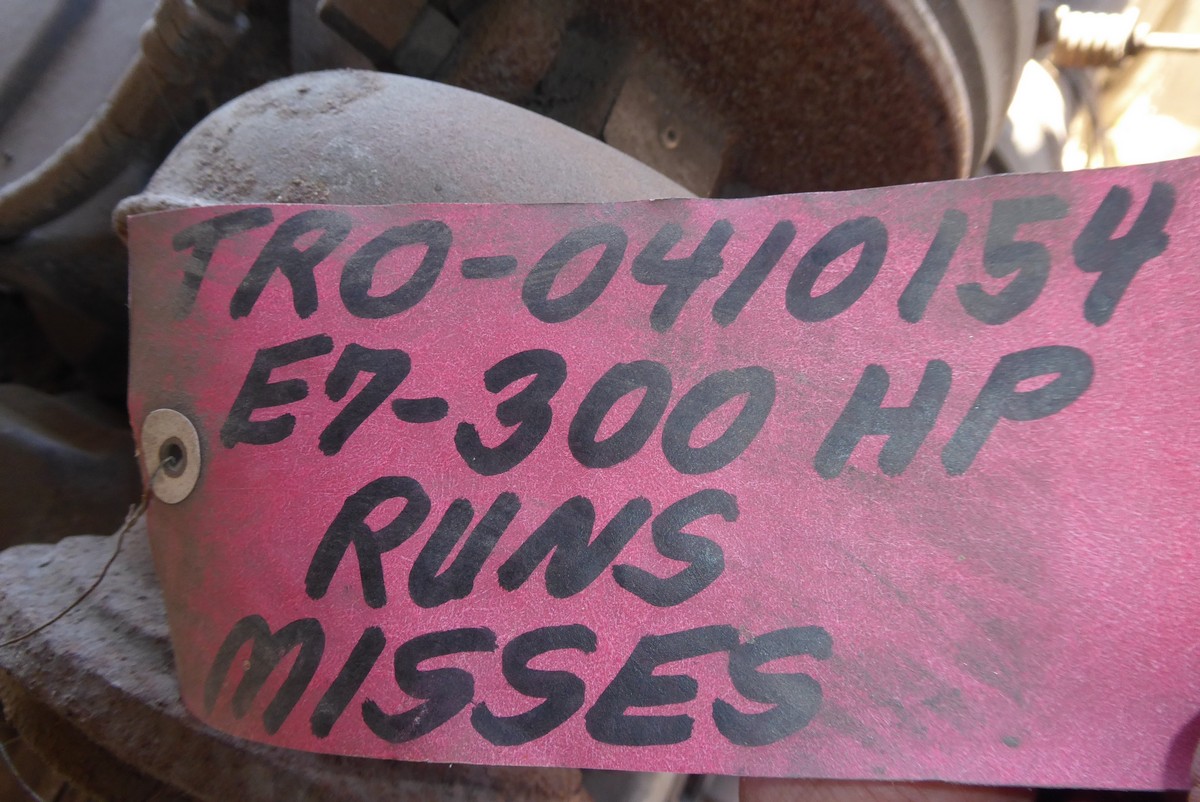 TRO-0410154
E7-300 HP
RUNS
MISSES